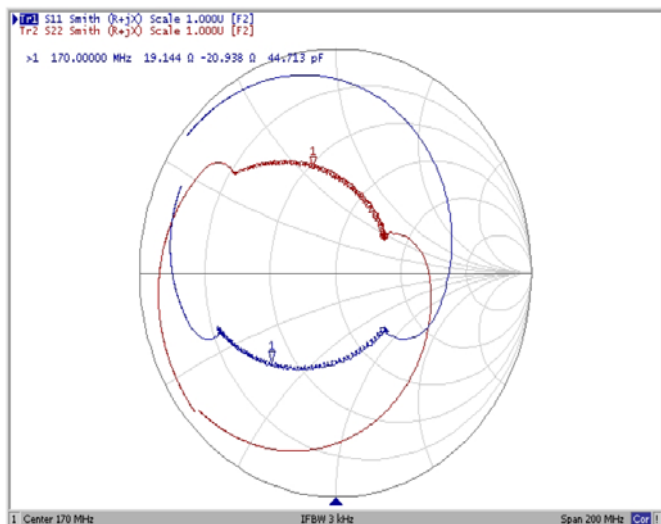 Tr1 S11 Smith (R+jX) Scale 1.000U [F2]
Tr2 S22 Smith (R+jX) Scale 1.000U [F2]
>1 170.00000 MHz 19.144 Ω -20.938 Ω 44.713 pF
1
1
1 Center 170 MHz IFBW 3 kHz Span 200 MHz Cor